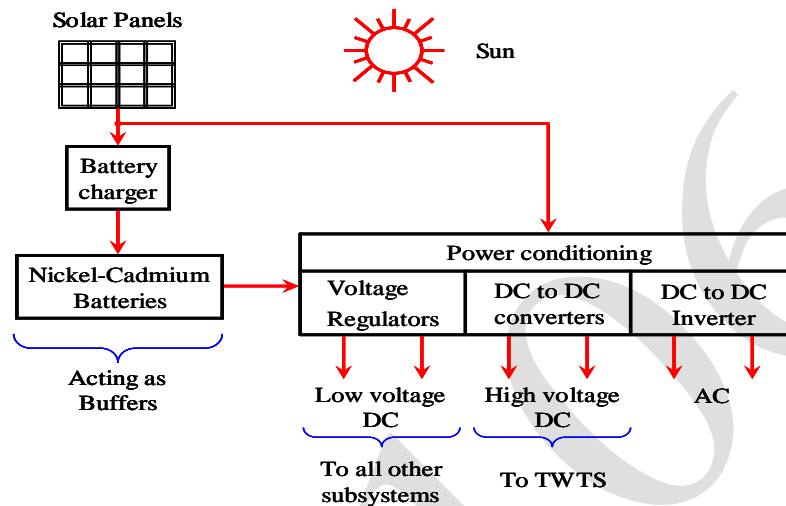 Solar Panels
Sun
Battery
charger
Power conditioning
Nickel-Cadmium
Batteries
Voltage
Regulators
DC to DC
converters
DC to DC
Inverter
Acting as
Buffers
Low voltage
DC
High voltage
DC
AC
To all other
subsystems
To TWTS